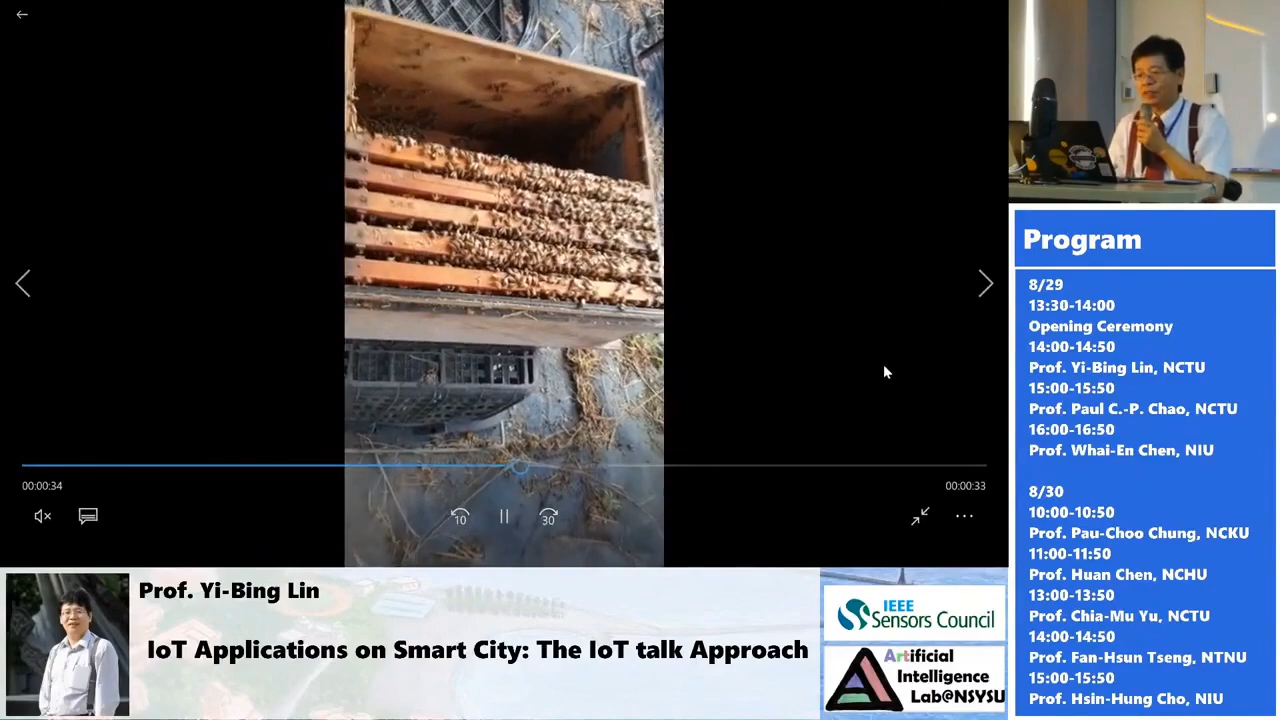 00:00:34
00:00:33
10
30
Program
8/29
13:30-14:00
Opening Ceremony
14:00-14:50
Prof. Yi-Bing Lin, NCTU
15:00-15:50
Prof. Paul C.-P. Chao, NCTU
16:00-16:50
Prof. Whai-En Chen, NIU
8/30
10:00-10:50
Prof. Pau-Choo Chung, NCKU
11:00-11:50
Prof. Huan Chen, NCHU
13:00-13:50
Prof. Chia-Mu Yu, NCTU
14:00-14:50
Prof. Fan-Hsun Tseng, NTNU
15:00-15:50
Prof. Hsin-Hung Cho, NIU
Prof. Yi-Bing Lin
IoT Applications on Smart City: The IoT talk Approach
IEEE
Sensors Council
Artificial
Intelligence
Lab@NSYSU